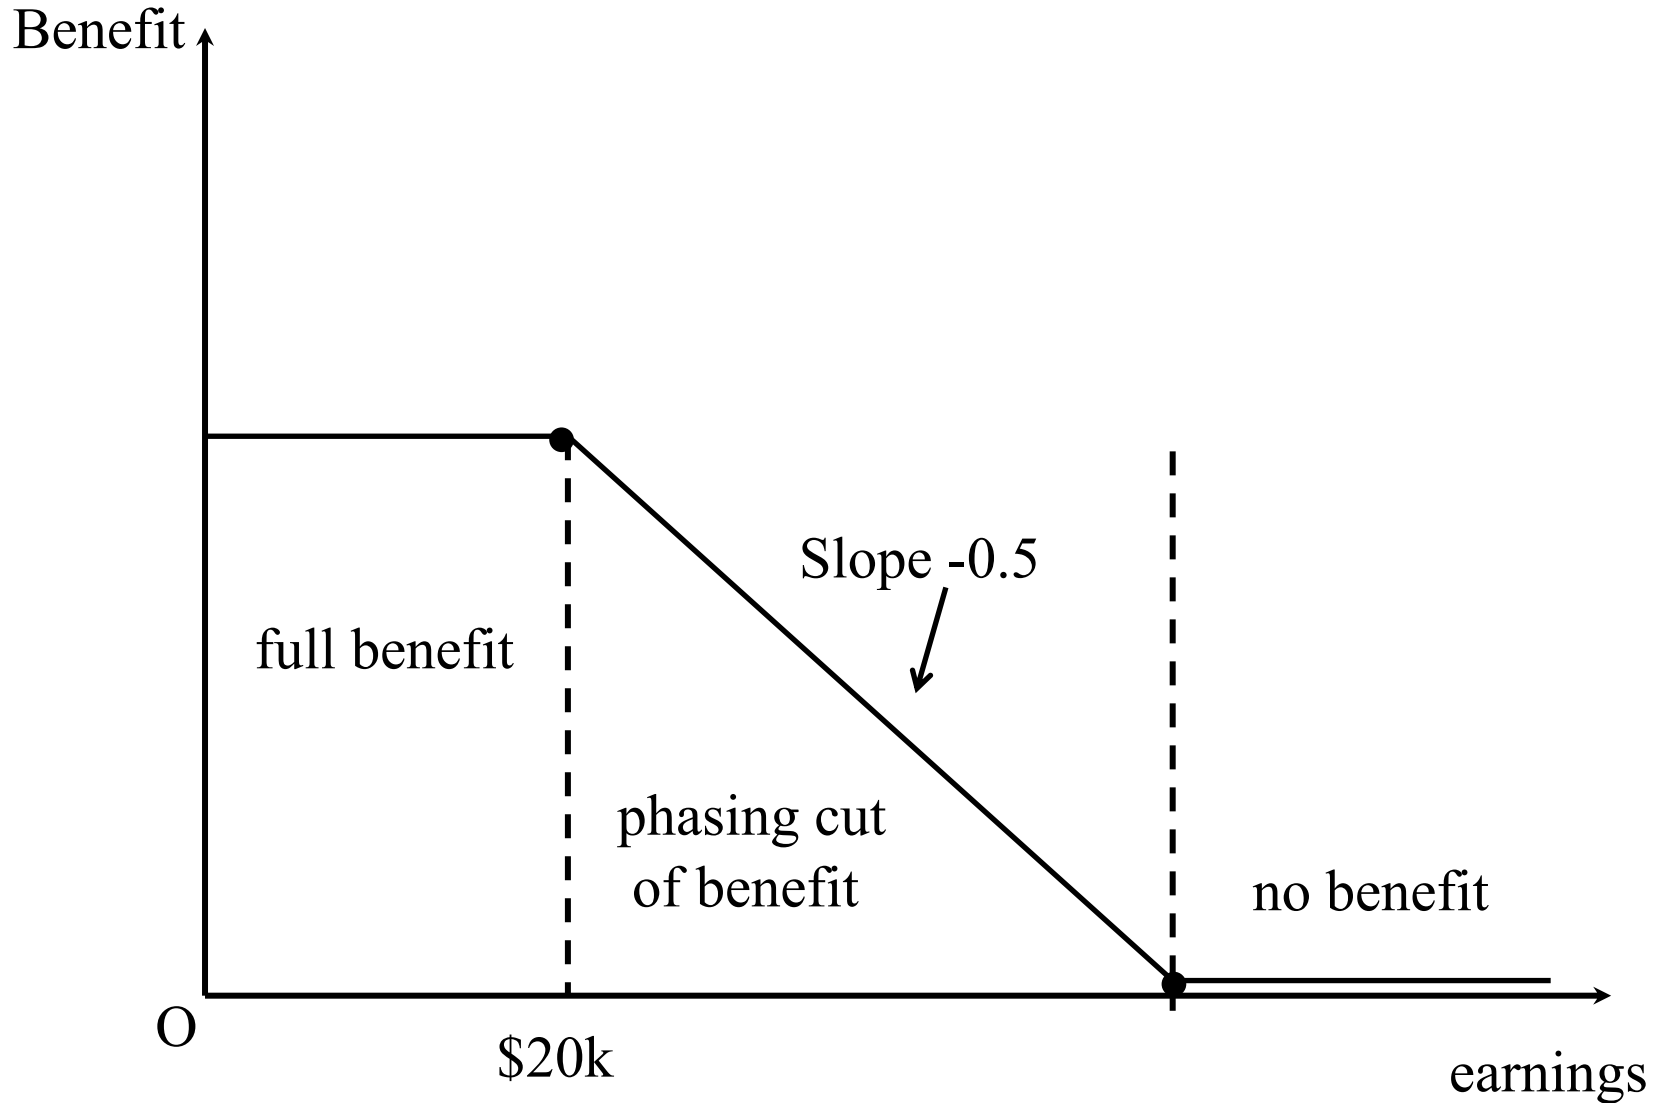 Benefit
Slope -0.5
full benefit
phasing cut
of benefit
no benefit
O
$20k
earnings